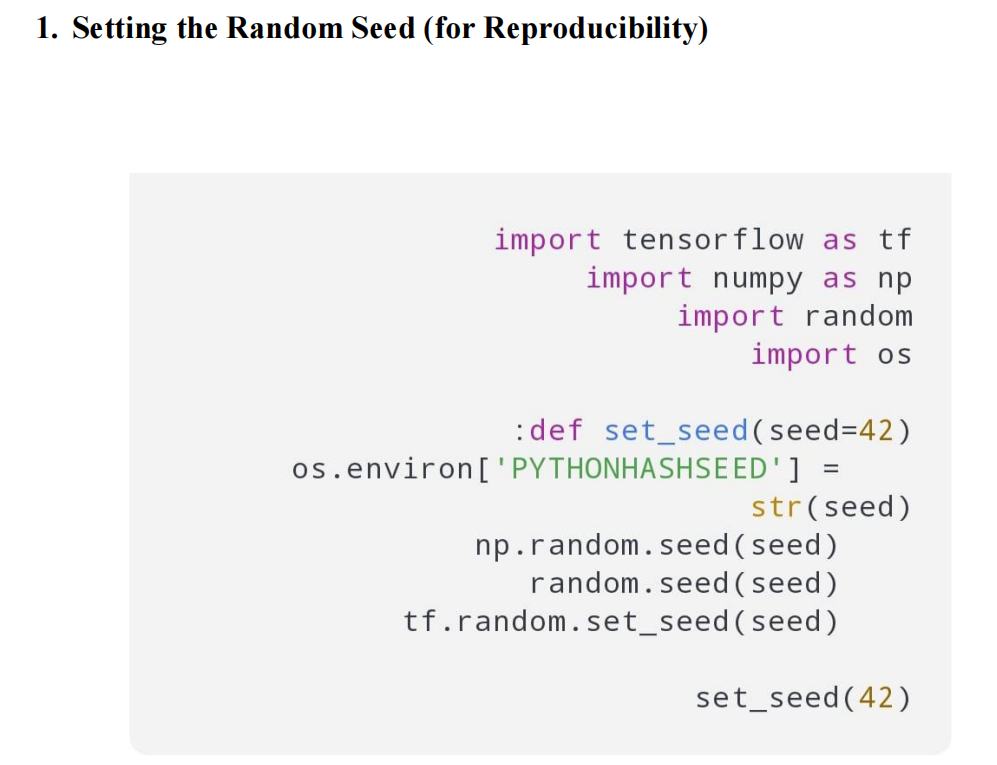 1. Setting the Random Seed (for Reproducibility)
import tensorflow as tf
import numpy as np
import random
import os
:def set_seed(seed=42)
os.environ['PYTHONHASHSEED'] =
str(seed)
np.random.seed(seed)
random.seed(seed)
tf.random.set_seed(seed)
set_seed(42)